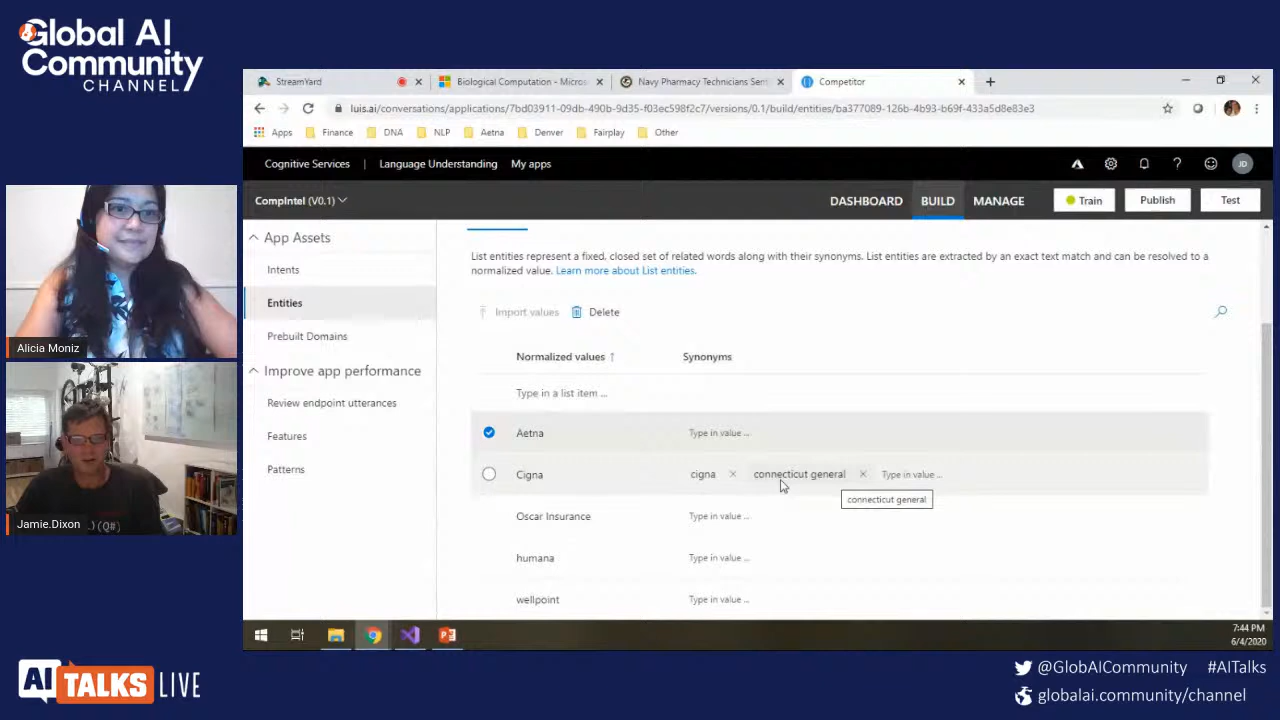 Global AI
Community
CHANNEL
StreamYard
Biological Computation - Micros
Navy Pharmacy Technicians Sent
Competitor
luis.ai/conversations/applications/7bd03911-09db-490b-9d35-f03ec598f2c7/versions/0.1/build/entities/ba377089-126b-4b93-b69f-433a5d8e83e3
Apps
Finance
DNA
NLP
Aetna
Denver
Fairplay
Other
Cognitive Services
Language Understanding
My apps
JD
CompIntel (V0.1)
DASHBOARD
BUILD
MANAGE
Train
Publish
Test
App Assets
Intents
Entities
Prebuilt Domains
Improve app performance
Review endpoint utterances
Features
Patterns
List entities represent a fixed, closed set of related words along with their synonyms. List entities are extracted by an exact text match and can be resolved to a
normalized value. Learn more about List entities.
Import values
Delete
Normalized values ↑
Synonyms
Type in a list item ...
Aetna
Type in value ...
Cigna
cigna
connecticut general
Type in value ...
connecticut general
Oscar Insurance
Type in value ...
humana
Type in value ...
wellpoint
Type in value ...
Alicia Moniz
Jamie.Dixon
..)(Q#)
7:44 PM
6/4/2020
AI TALKS LIVE
@GlobAICommunity #AITalks
globalai.community/channel